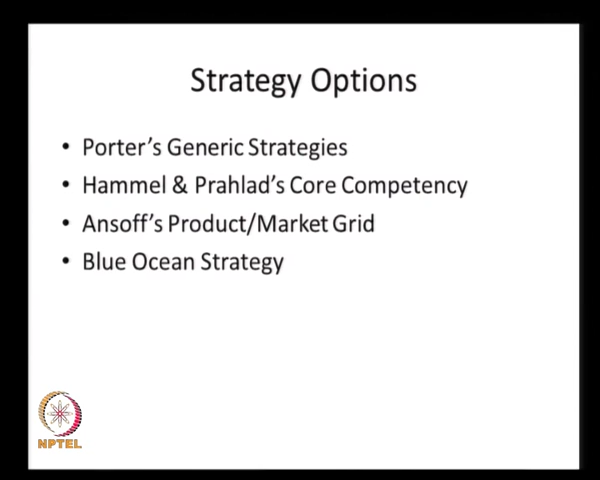 Strategy Options
• Porter's Generic Strategies
• Hammel & Prahlad's Core Competency
• Ansoff's Product/Market Grid
• Blue Ocean Strategy
NPTEL